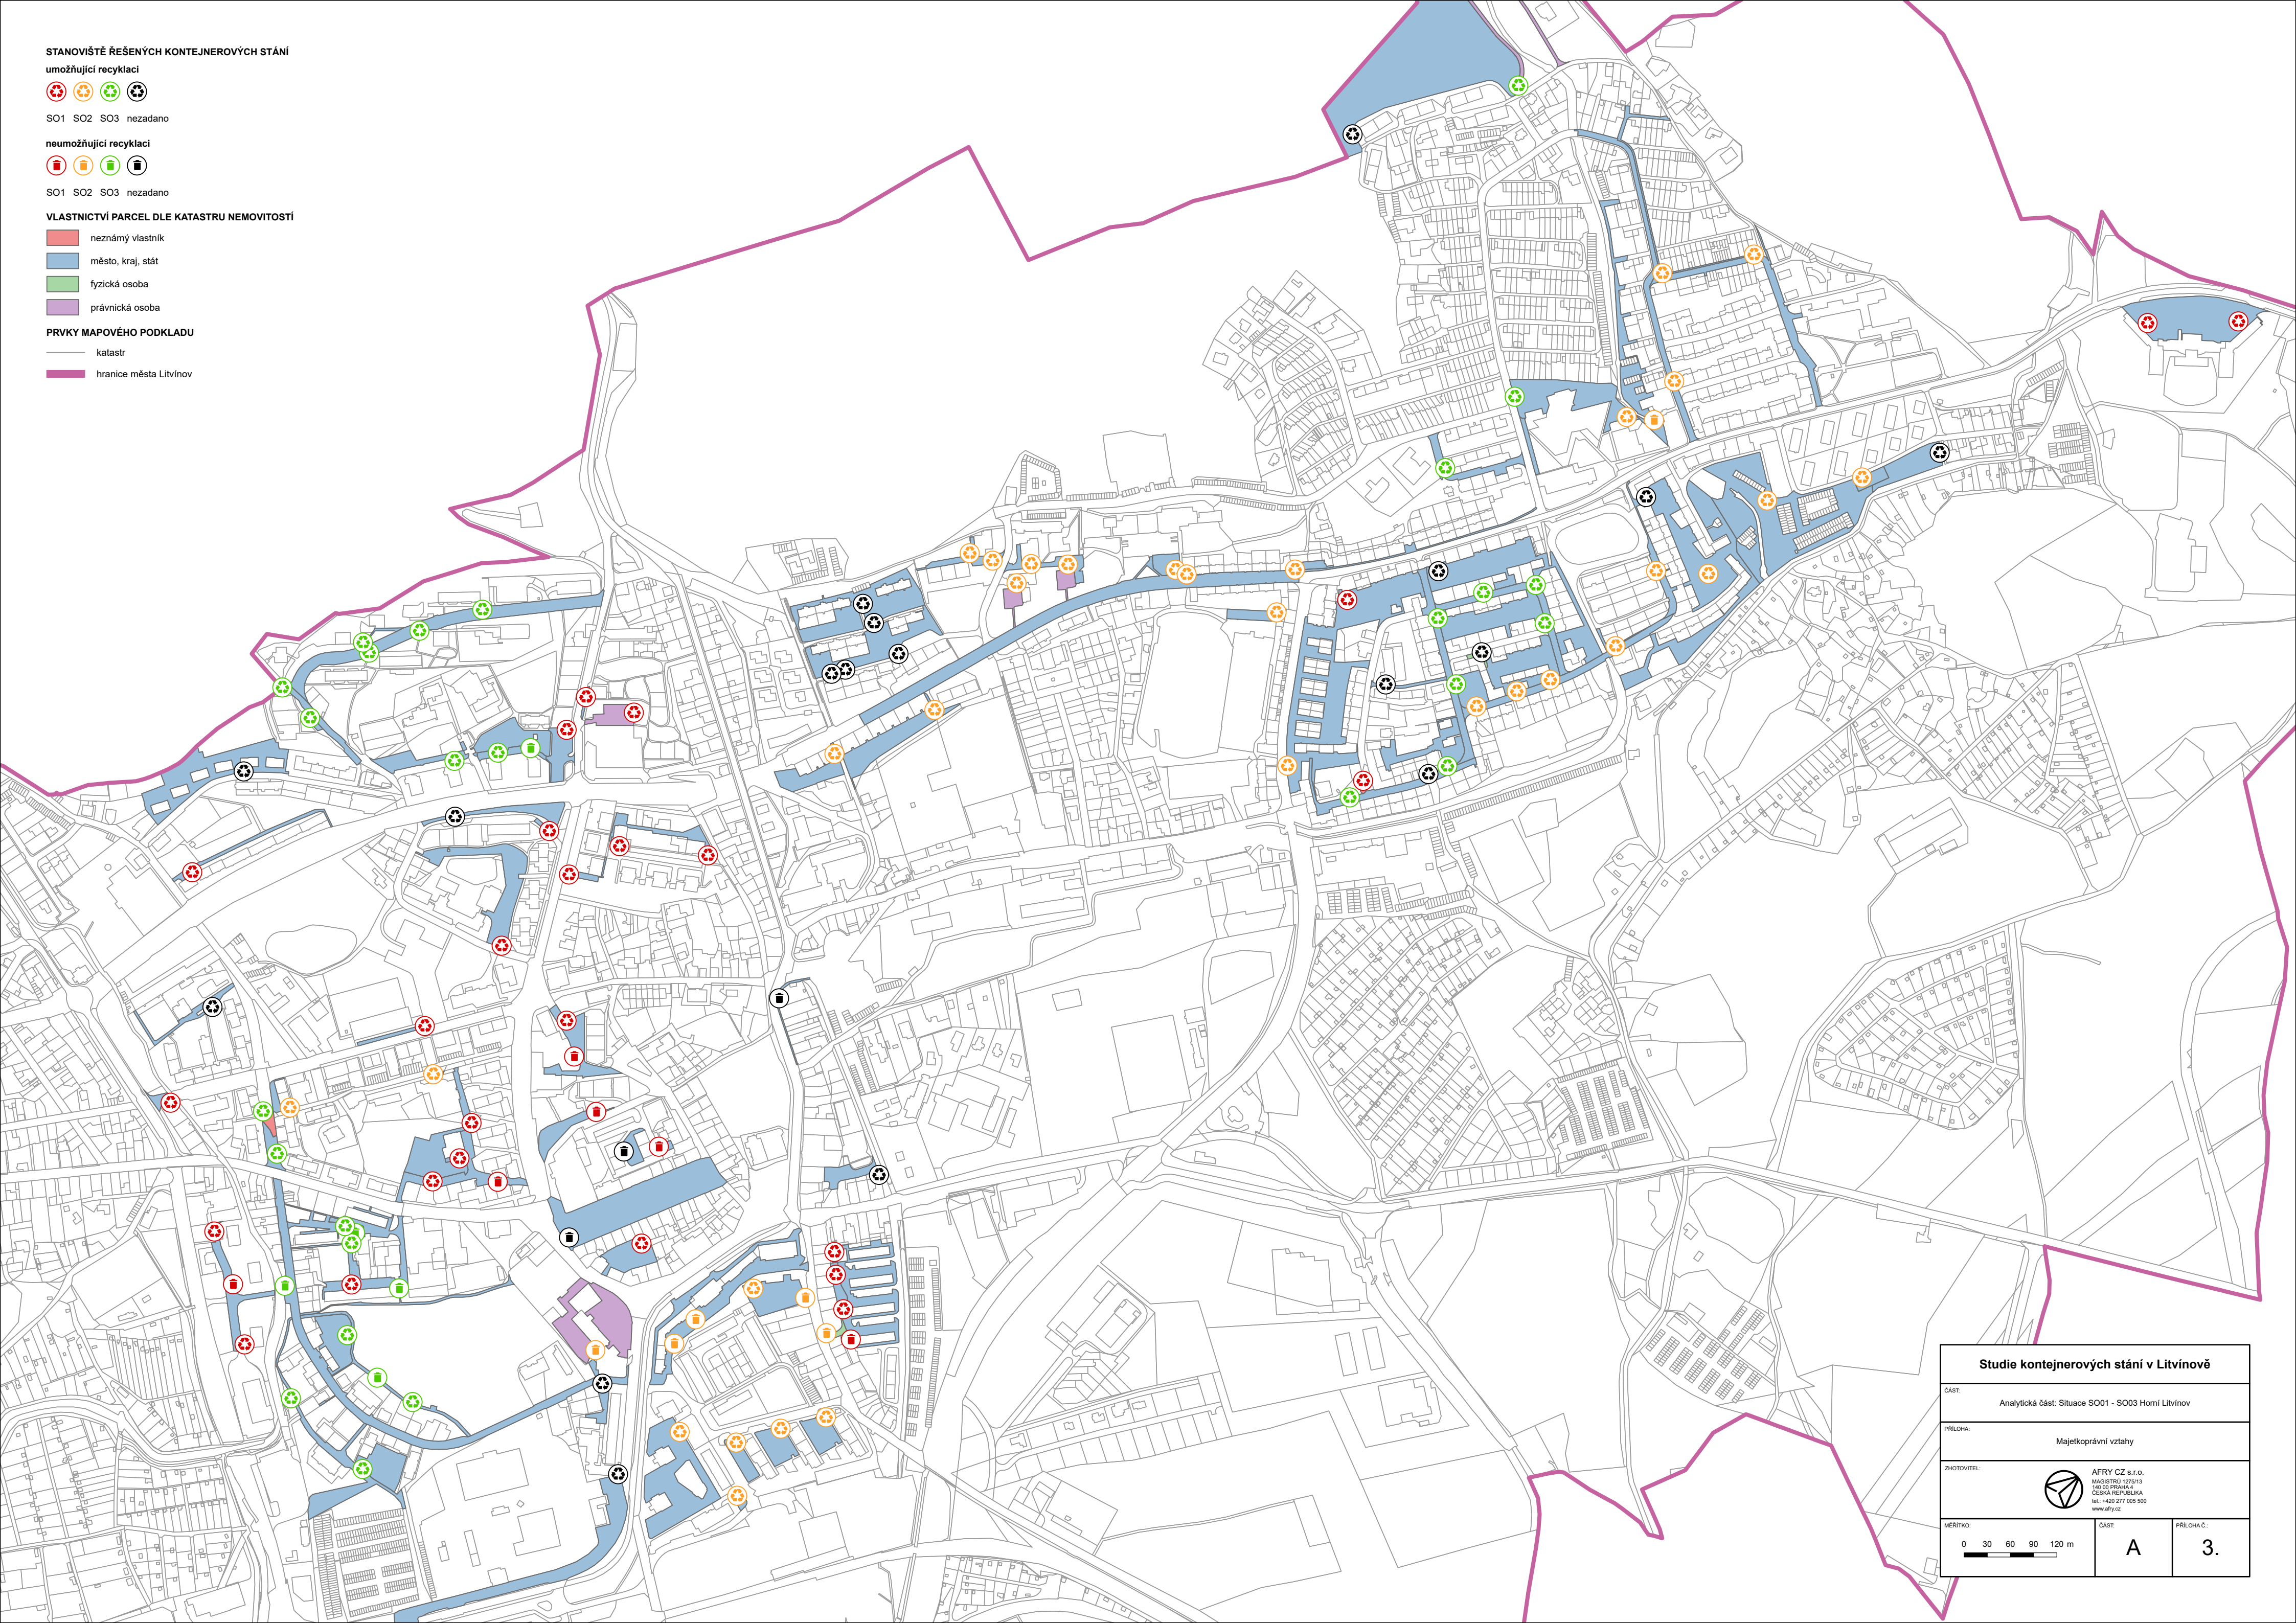 STANOVIŠTĚ ŘEŠENÝCH KONTEJNEROVÝCH STÁNÍ
umožňující recyklaci
SO1 SO2 SO3 nezadano
neumožňující recyklaci
SO1 SO2 SO3 nezadano
VLASTNICTVÍ PARCEL DLE KATASTRU NEMOVITOSTÍ
neznámý vlastník
město, kraj, stát
fyzická osoba
právnická osoba
PRVKY MAPOVÉHO PODKLADU
katastr
hranice města Litvínov
Studie kontejnerových stání v Litvínově
ČÁST:
Analytická část: Situace SO01 - SO03 Horní Litvínov
PŘÍLOHA:
Majetkoprávní vztahy
ZHOTOVITEL:
AFRY CZ s.r.o.
MAGISTRŮ 1275/13
140 00 PRAHA 4
ČESKÁ REPUBLIKA
tel.: +420 277 005 500
www.afry.cz
MĚŘÍTKO:
0 30 60 90 120 m
ČÁST:
A
PŘÍLOHA Č.:
3.